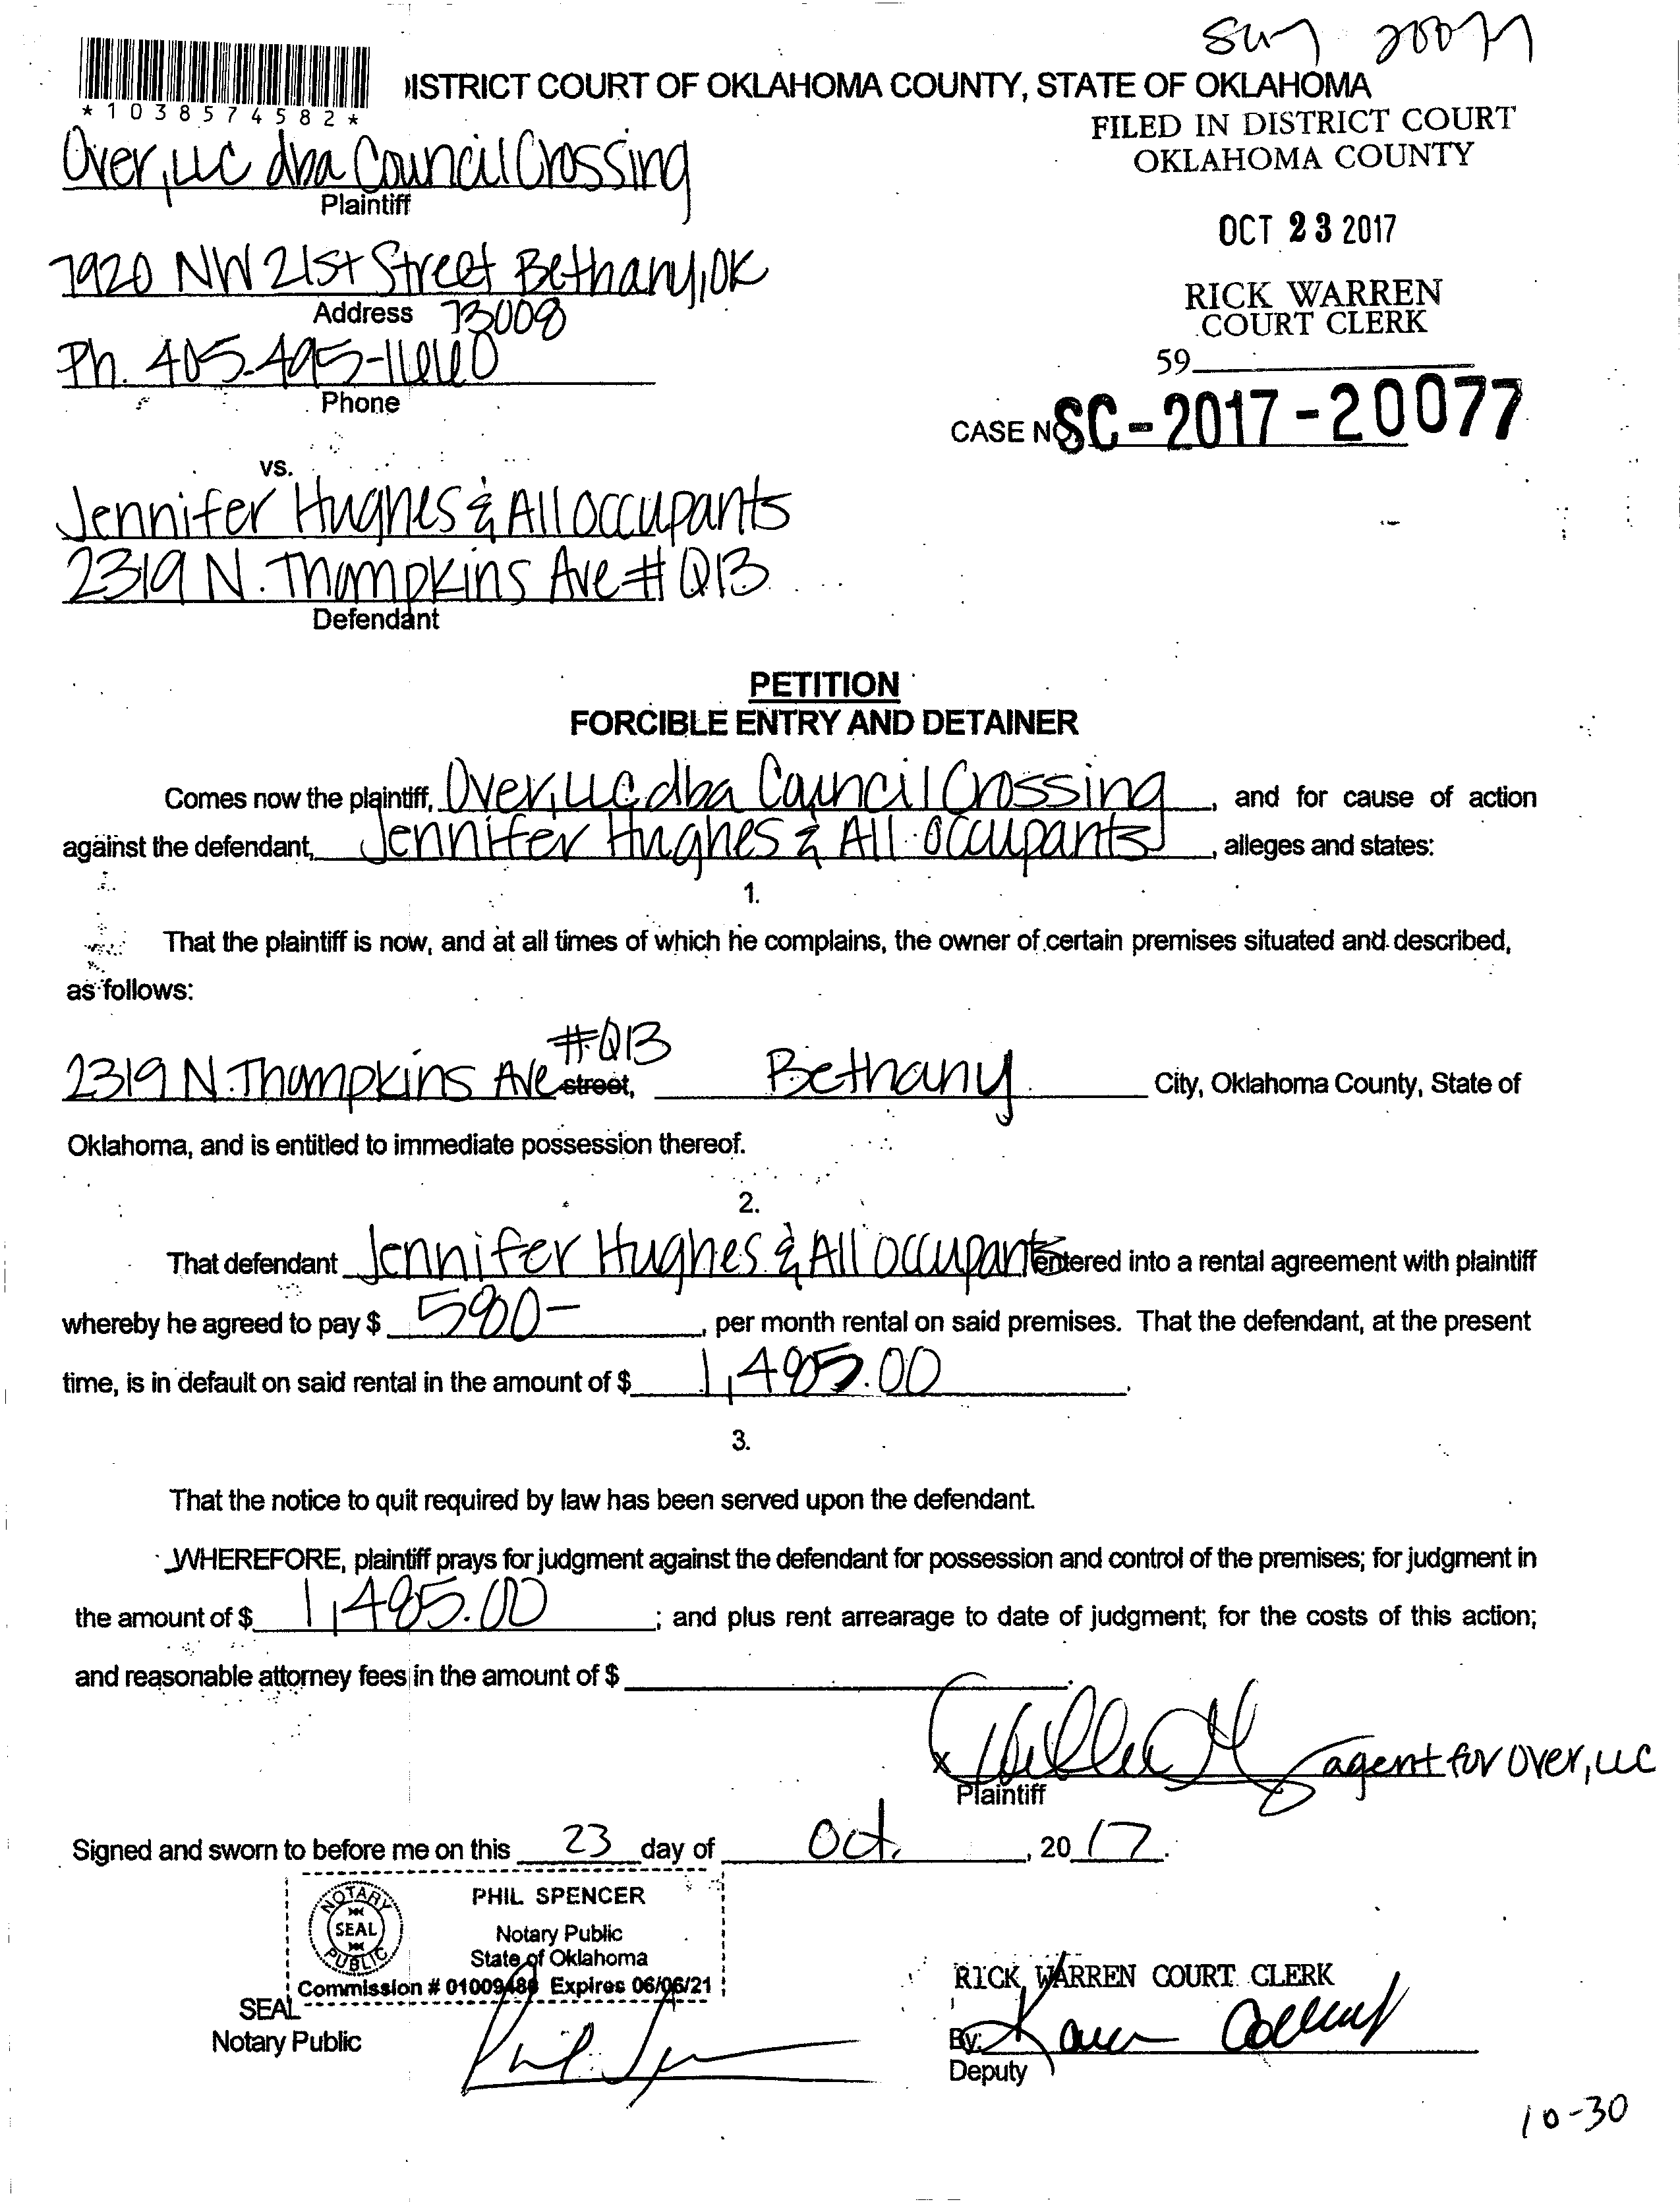 *1038574582*
ISTRICT COURT OF OKLAHOMA COUNTY, STATE OF OKLAHOMA
FILED IN DISTRICT COURT
OKLAHOMA COUNTY
OCT 23 2017
RICK WARREN
COURT CLERK
59
CASE NO SC-2017-20077
Over, LLC dba Council Crossing
Plaintiff
7920 NW 21st Street Bethany, OK
Address 73008
Ph. 405-495-1660
Phone
vs.
Jennifer Hughes & All occupants
2319 N. Thompkins Ave # Q13
Defendant
PETITION
FORCIBLE ENTRY AND DETAINER
Comes now the plaintiff, Over, LLC dba Council Crossing, and for cause of action
against the defendant, Jennifer Hughes & All occupants, alleges and states:
1.
That the plaintiff is now, and at all times of which he complains, the owner of certain premises situated and described,
as follows:
#Q13
2319 N. Thompkins Ave street, Bethany City, Oklahoma County, State of
Oklahoma, and is entitled to immediate possession thereof.
2.
That defendant Jennifer Hughes & All occupants entered into a rental agreement with plaintiff
whereby he agreed to pay $ 590-, per month rental on said premises. That the defendant, at the present
time, is in default on said rental in the amount of $ 1,485.00.
3.
That the notice to quit required by law has been served upon the defendant.
WHEREFORE, plaintiff prays for judgment against the defendant for possession and control of the premises; for judgment in
the amount of $ 1,485.00; and plus rent arrearage to date of judgment; for the costs of this action;
and reasonable attorney fees in the amount of $
x agent for Over, LLC
Plaintiff
Signed and sworn to before me on this 23 day of Oct., 2017.
NOTARY PUBLIC
SEAL
PHIL SPENCER
Notary Public
State of Oklahoma
Commission # 01009488 Expires 06/06/21
SEAL
Notary Public
RICK WARREN COURT CLERK
By: Karen
Deputy
10-30